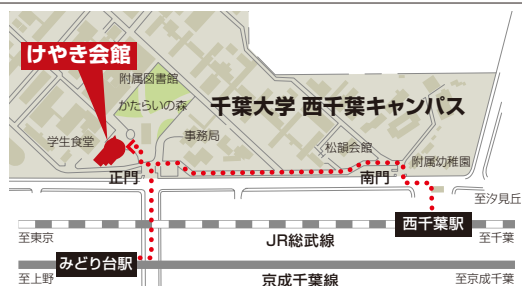 けやき会館
附属図書館
かたらいの森
千葉大学 西千葉キャンパス
学生食堂
事務局
松韻会館
附属幼稚園
正門
南門
至汐見丘
西千葉駅
至東京
JR総武線
至千葉
みどり台駅
至上野
京成千葉線
至京成千葉